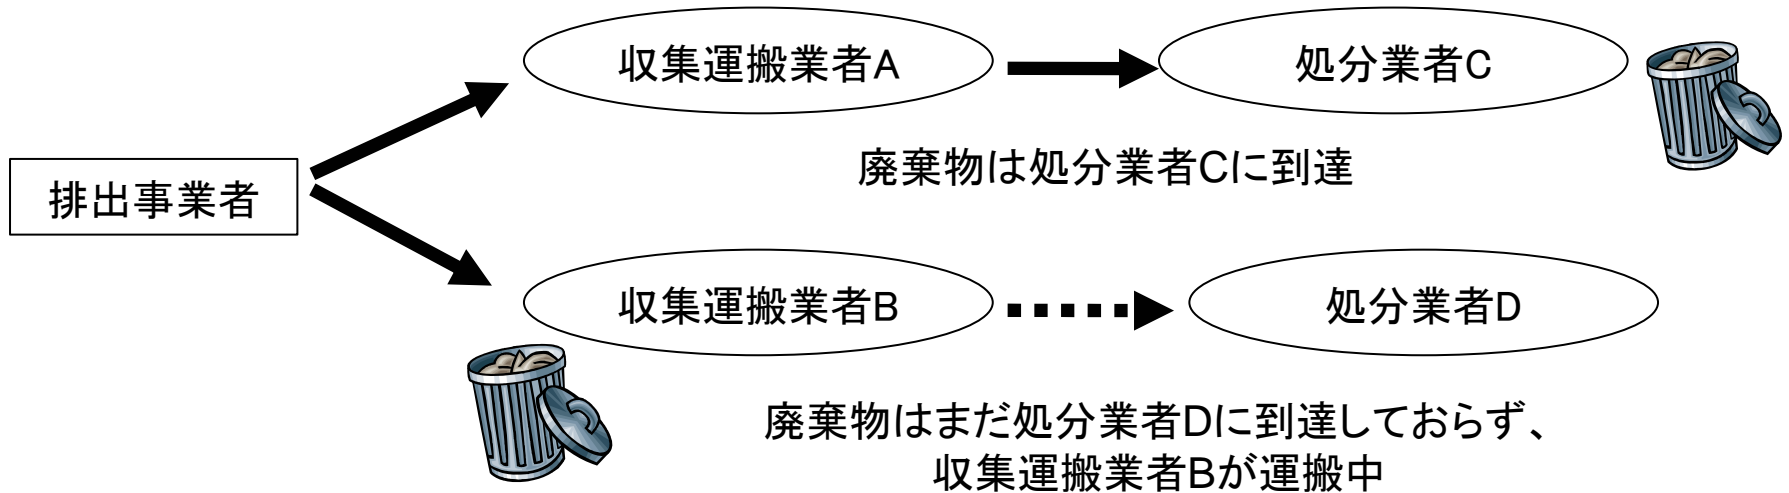 収集運搬業者A
処分業者C
廃棄物は処分業者Cに到達
排出事業者
収集運搬業者B
処分業者D
廃棄物はまだ処分業者Dに到達しておらず、
収集運搬業者Bが運搬中